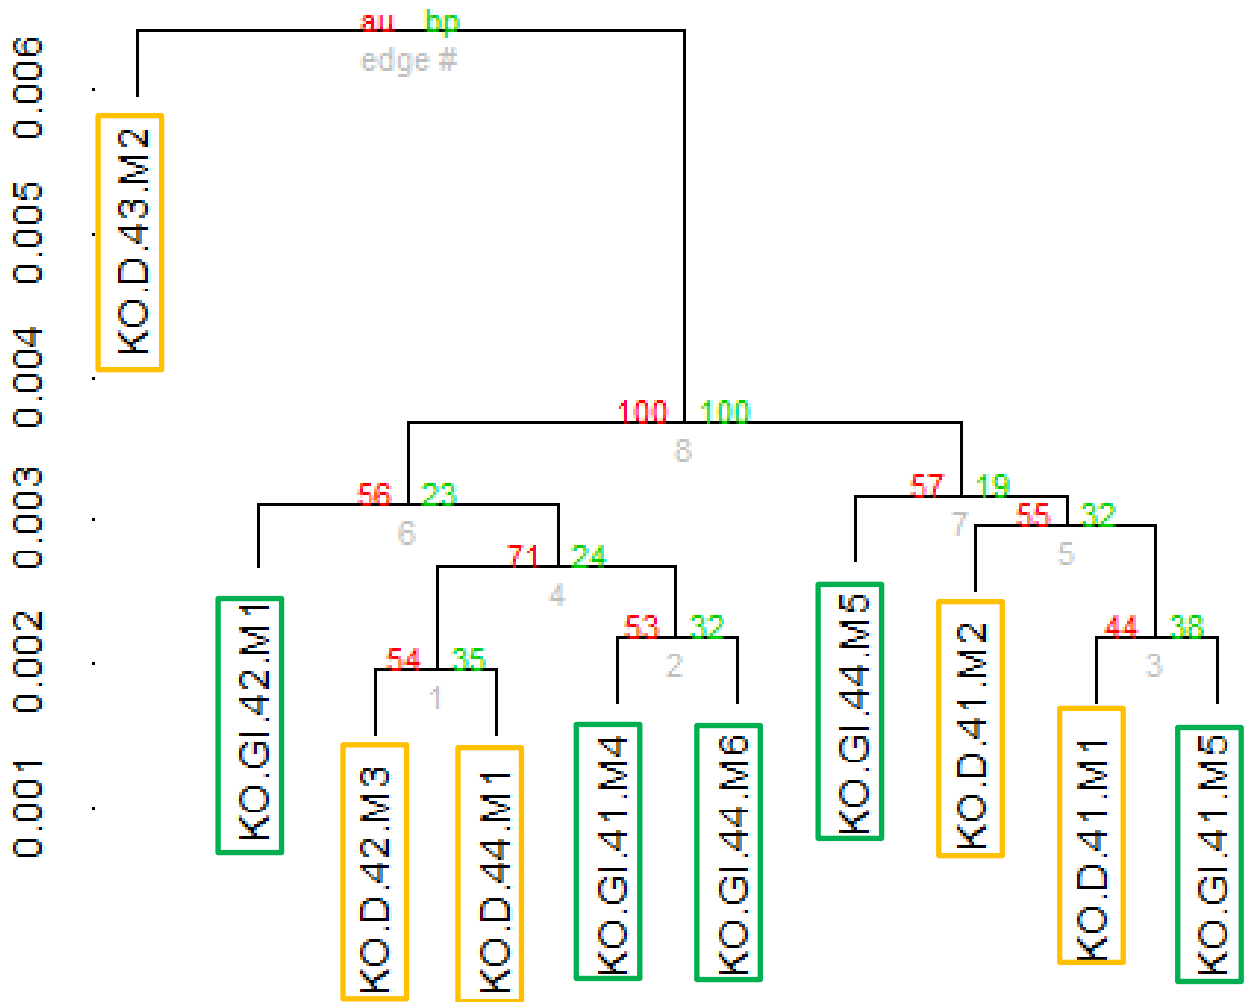 au bp
edge #
0.006
0.005
0.004
0.003
0.002
0.001
KO.D.43.M2
100 100
8
56 23
6
57 19
7
55 32
5
71 24
4
53 32
2
44 38
3
54 35
1
KO.GI.42.M1
KO.D.42.M3
KO.D.44.M1
KO.GI.41.M4
KO.GI.44.M6
KO.GI.44.M5
KO.D.41.M2
KO.D.41.M1
KO.GI.41.M5